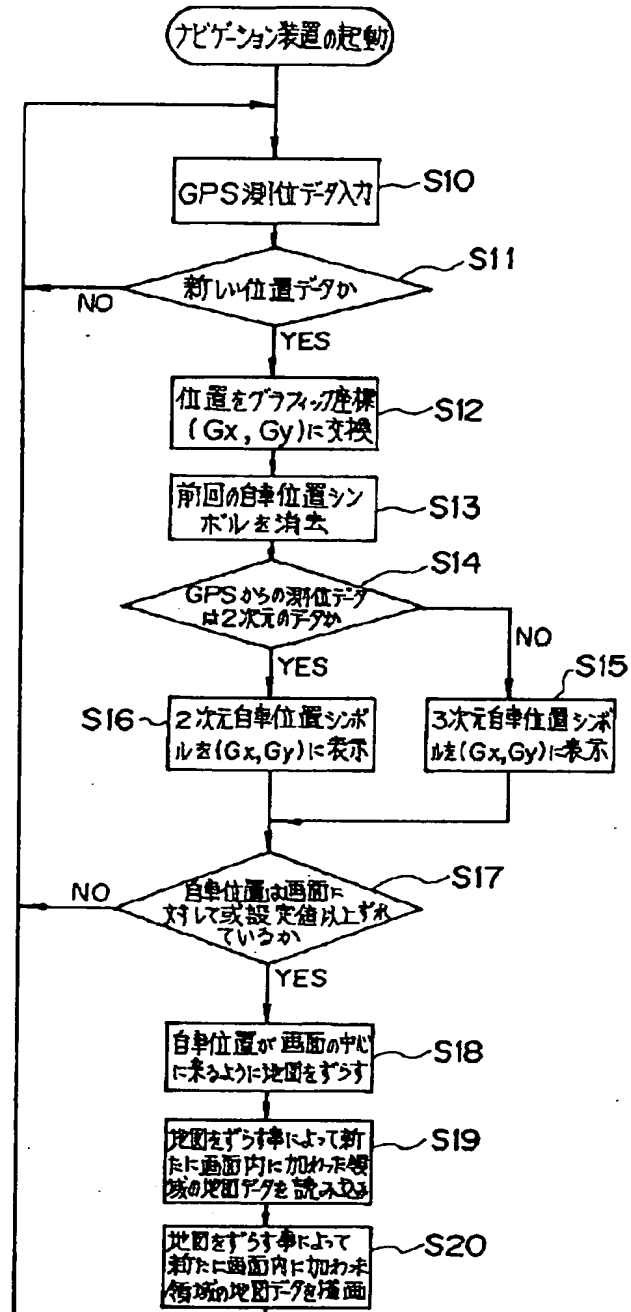 ナビゲーション装置の起動
GPS測位データ入力
S10
新しい位置データか
S11
NO
YES
位置をグラフィック座標
(Gx, Gy)に交換
S12
前回の自車位置シン
ボルを消去
S13
GPSからの測位データ
は2次元のデータか
S14
NO
YES
S15
S16
2次元自車位置シンボ
ルを(Gx,Gy)に表示
3次元自車位置シンボ
ルを(Gx,Gy)に表示
自車位置は画面に
対して或設定値以上ずれ
ているか
S17
NO
YES
自車位置が画面の中心
に来るように地図をずらす
S18
地図をずらす事によって新
たに画面内に加わった領
域の地図データを読み込み
S19
地図をずらす事によって
新たに画面内に加わった
領域の地図データを描画
S20